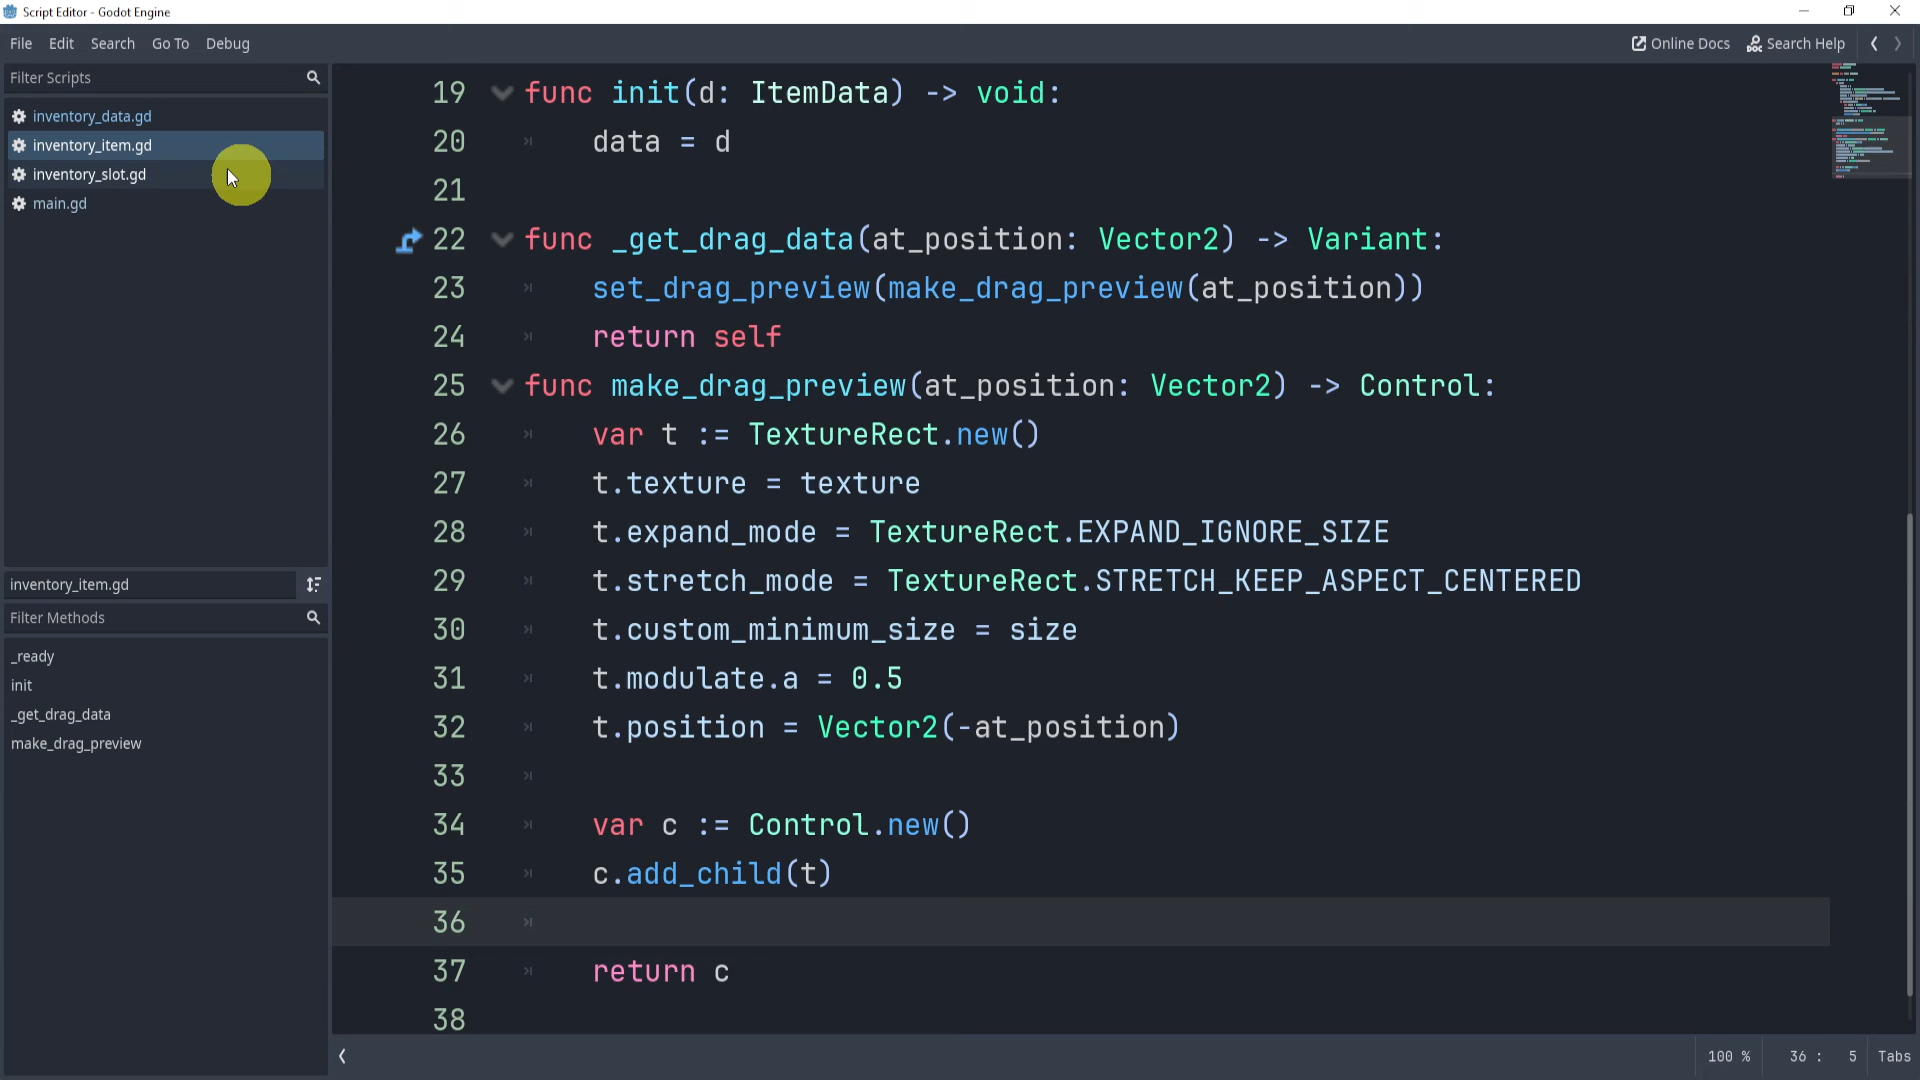 Script Editor - Godot Engine
File Edit Search Go To Debug
Online Docs Search Help
Filter Scripts
inventory_data.gd
inventory_item.gd
inventory_slot.gd
main.gd
inventory_item.gd
Filter Methods
_ready
init
_get_drag_data
make_drag_preview
19 func init(d: ItemData) -> void:
20 data = d
21
22 func _get_drag_data(at_position: Vector2) -> Variant:
23 set_drag_preview(make_drag_preview(at_position))
24 return self
25 func make_drag_preview(at_position: Vector2) -> Control:
26 var t := TextureRect.new()
27 t.texture = texture
28 t.expand_mode = TextureRect.EXPAND_IGNORE_SIZE
29 t.stretch_mode = TextureRect.STRETCH_KEEP_ASPECT_CENTERED
30 t.custom_minimum_size = size
31 t.modulate.a = 0.5
32 t.position = Vector2(-at_position)
33
34 var c := Control.new()
35 c.add_child(t)
36
37 return c
38
100 % 36 : 5 Tabs